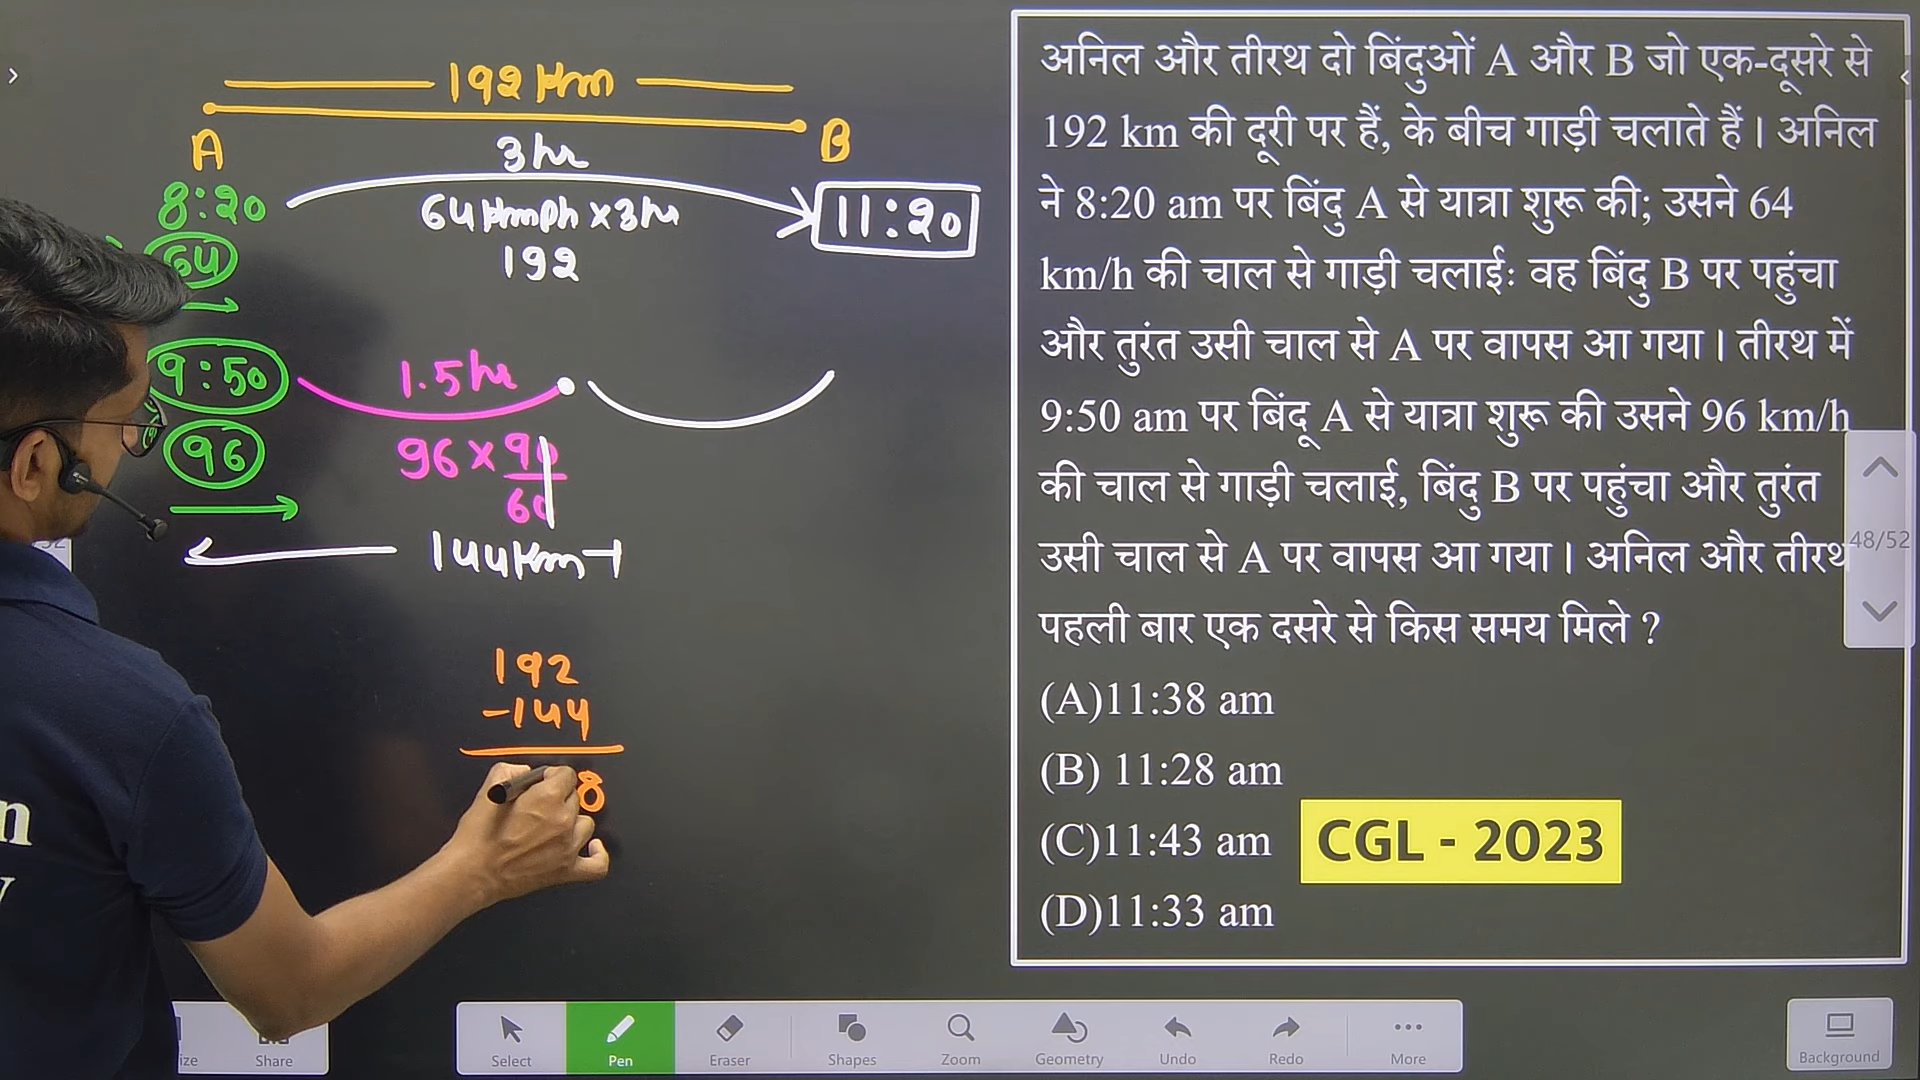 192 Km
A
B
3 hr
8:20
64 Kmph × 3 hr
11:20
64
192
9:50
1.5 hr
96
96 × 90
60
144 Km
192
-144
8
अनिल और तीरथ दो बिंदुओं A और B जो एक-दूसरे से
192 km की दूरी पर हैं, के बीच गाड़ी चलाते हैं। अनिल
ने 8:20 am पर बिंदु A से यात्रा शुरू की; उसने 64
km/h की चाल से गाड़ी चलाईः वह बिंदु B पर पहुंचा
और तुरंत उसी चाल से A पर वापस आ गया। तीरथ में
9:50 am पर बिंदू A से यात्रा शुरू की उसने 96 km/h
की चाल से गाड़ी चलाई, बिंदु B पर पहुंचा और तुरंत
उसी चाल से A पर वापस आ गया। अनिल और तीरथ
पहली बार एक दसरे से किस समय मिले ?
(A)11:38 am
(B) 11:28 am
(C)11:43 am
CGL - 2023
(D)11:33 am
48/52
n
ize
Share
Select
Pen
Eraser
Shapes
Zoom
Geometry
Undo
Redo
More
Background